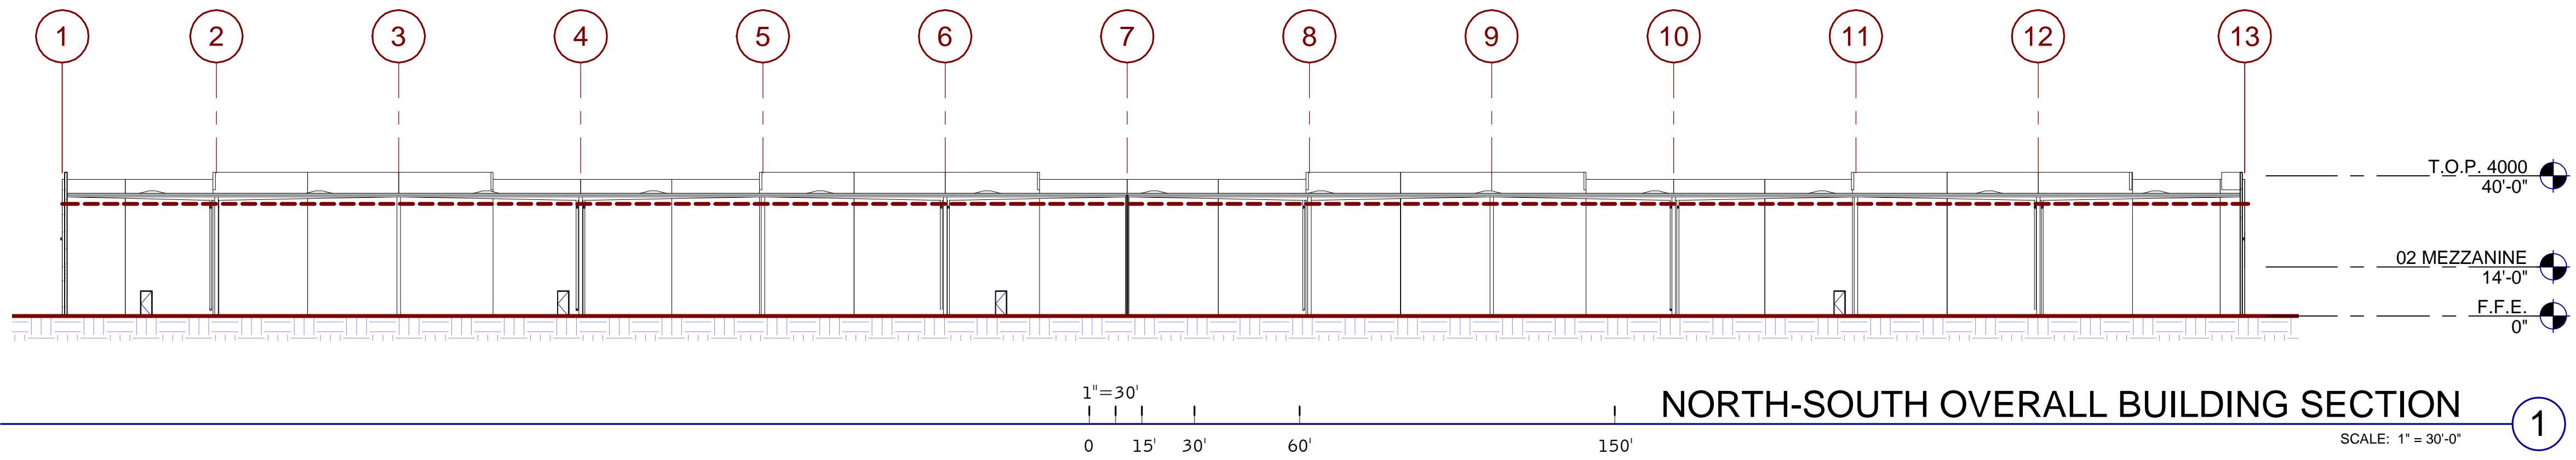 1 2 3 4 5 6 7 8 9 10 11 12 13
T.O.P. 4000
40'-0"
02 MEZZANINE
14'-0"
F.F.E.
0"
1"=30'
0 15' 30' 60' 150'
NORTH-SOUTH OVERALL BUILDING SECTION
1
SCALE: 1" = 30'-0"